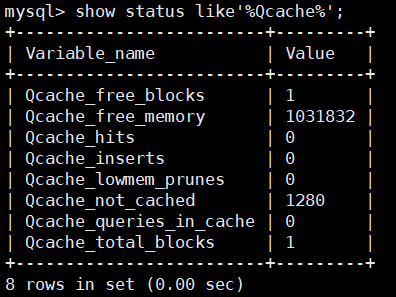 mysql> show status like'%Qcache%';
+-------------------------+---------+
| Variable_name           | Value   |
+-------------------------+---------+
| Qcache_free_blocks      | 1       |
| Qcache_free_memory      | 1031832 |
| Qcache_hits             | 0       |
| Qcache_inserts          | 0       |
| Qcache_lowmem_prunes    | 0       |
| Qcache_not_cached       | 1280    |
| Qcache_queries_in_cache | 0       |
| Qcache_total_blocks     | 1       |
+-------------------------+---------+
8 rows in set (0.00 sec)